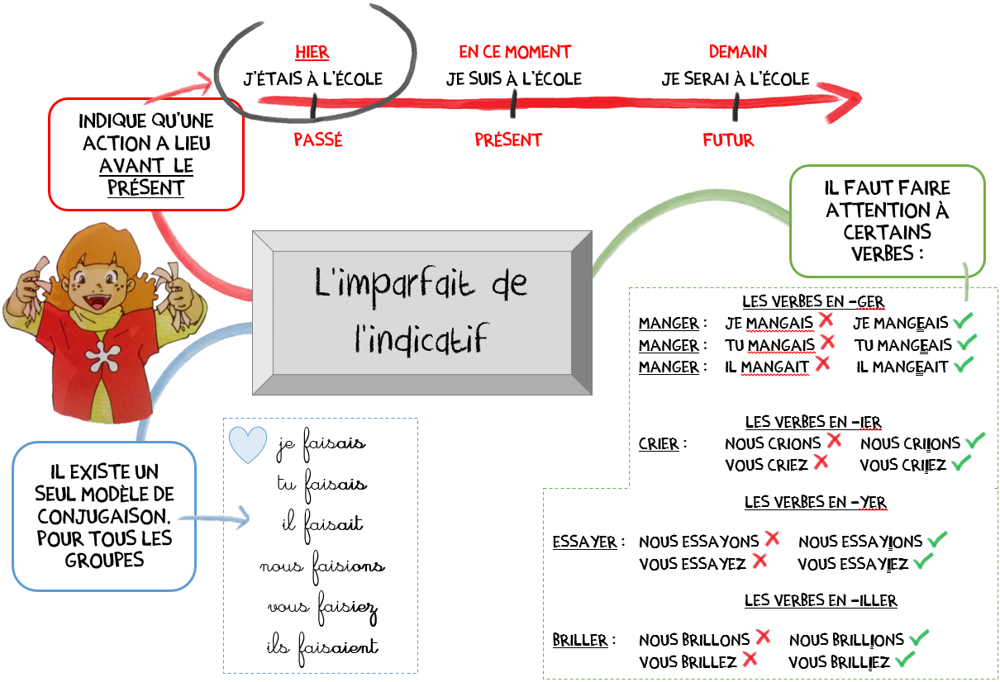 HIER
J'ÉTAIS À L'ÉCOLE
PASSÉ
EN CE MOMENT
JE SUIS À L'ÉCOLE
PRÉSENT
DEMAIN
JE SERAI À L'ÉCOLE
FUTUR
INDIQUE QU'UNE
ACTION A LIEU
AVANT LE
PRÉSENT
L'imparfait de
l'indicatif
IL FAUT FAIRE
ATTENTION À
CERTAINS
VERBES :
LES VERBES EN -GER
MANGER : JE MANGAIS ❌ JE MANGEAIS ✓
MANGER : TU MANGAIS ❌ TU MANGEAIS ✓
MANGER : IL MANGAIT ❌ IL MANGEAIT ✓
LES VERBES EN -IER
CRIER : NOUS CRIONS ❌ NOUS CRIIONS ✓
VOUS CRIEZ ❌ VOUS CRIIEZ ✓
LES VERBES EN -YER
ESSAYER : NOUS ESSAYONS ❌ NOUS ESSAYIONS ✓
VOUS ESSAYEZ ❌ VOUS ESSAYIEZ ✓
LES VERBES EN -ILLER
BRILLER : NOUS BRILLONS ❌ NOUS BRILLIONS ✓
VOUS BRILLEZ ❌ VOUS BRILLIEZ ✓
IL EXISTE UN
SEUL MODÈLE DE
CONJUGAISON,
POUR TOUS LES
GROUPES
je faisais
tu faisais
il faisait
nous faisions
vous faisiez
ils faisaient